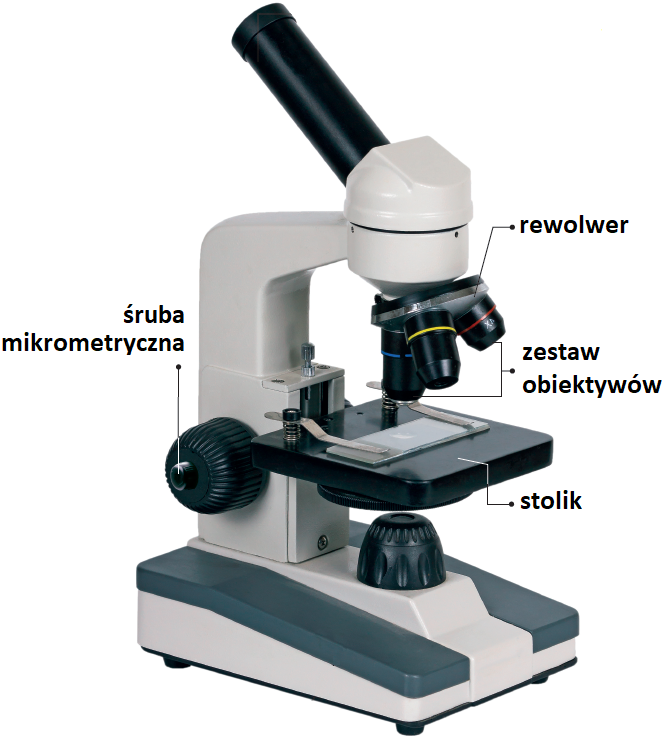 rewolwer
śruba
mikrometryczna
zestaw
obiektywów
stolik